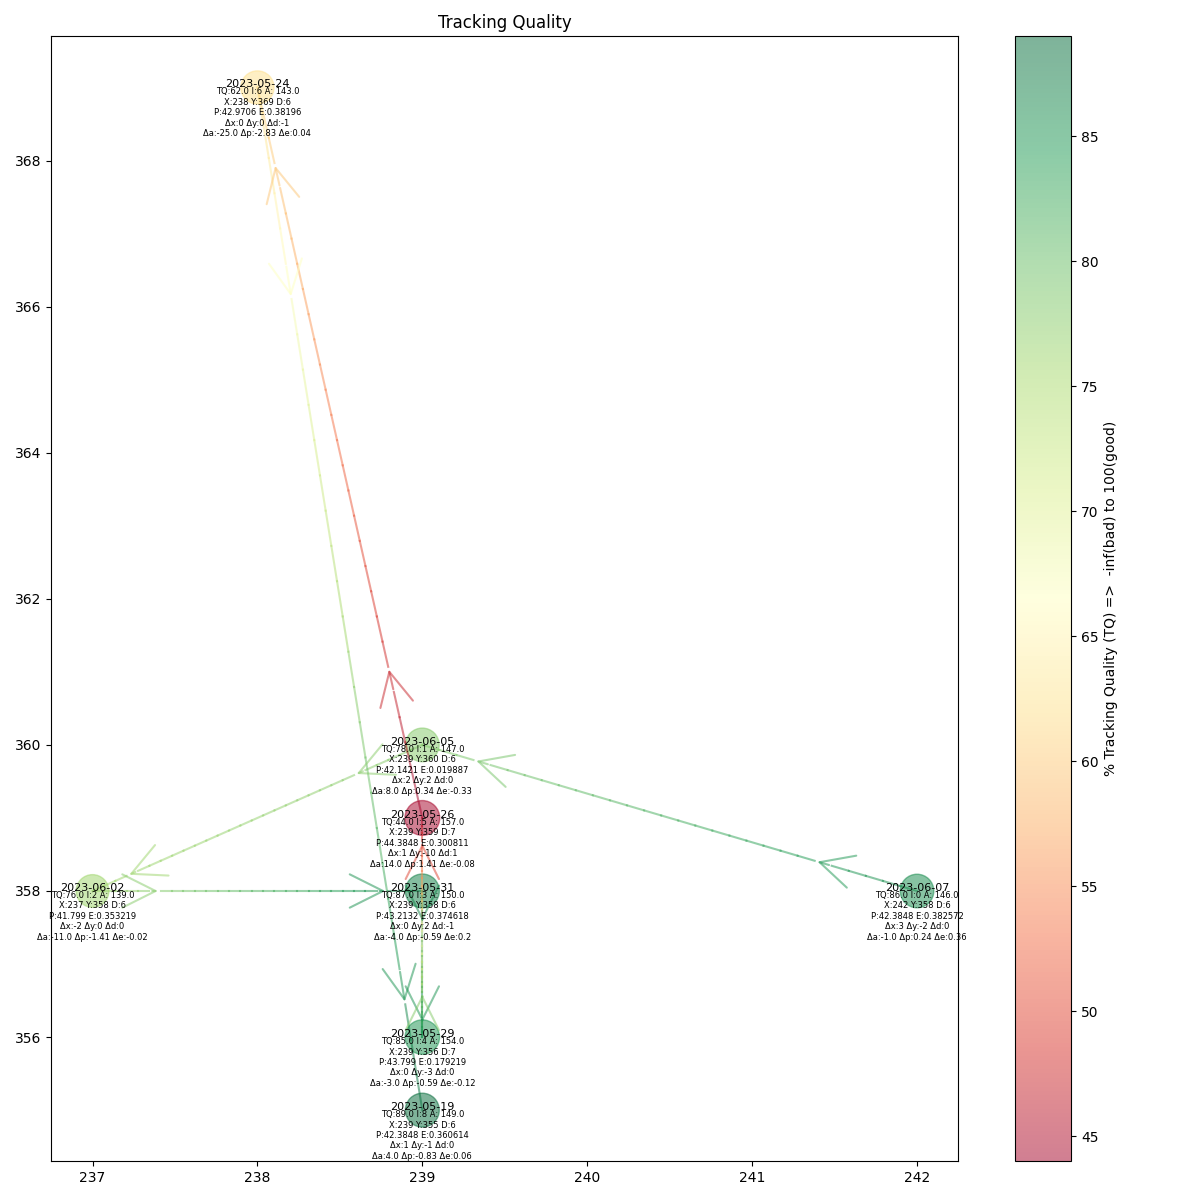 Tracking Quality
368
366
364
362
360
358
356
237
238
239
240
241
242
2023-05-24
TQ:62.0 I:6 A: 143.0
X:238 Y:369 D:6
P:42.9706 E:0.38196
Δx:0 Δy:0 Δd:-1
Δa:-25.0 Δp:-2.83 Δe:0.04
2023-06-05
TQ:78.0 I:1 A: 147.0
X:239 Y:360 D:6
P:42.1421 E:0.019887
Δx:2 Δy:2 Δd:0
Δa:8.0 Δp:0.34 Δe:-0.33
2023-05-26
TQ:44.0 I:5 A: 157.0
X:239 Y:359 D:7
P:44.3848 E:0.300811
Δx:1 Δy:-10 Δd:1
Δa:14.0 Δp:1.41 Δe:-0.08
2023-06-02
TQ:76.0 I:2 A: 139.0
X:237 Y:358 D:6
P:41.799 E:0.353219
Δx:-2 Δy:0 Δd:0
Δa:-11.0 Δp:-1.41 Δe:-0.02
2023-05-31
TQ:87.0 I:3 A: 150.0
X:239 Y:358 D:6
P:43.2132 E:0.374618
Δx:0 Δy:2 Δd:-1
Δa:-4.0 Δp:-0.59 Δe:0.2
2023-06-07
TQ:86.0 I:0 A: 146.0
X:242 Y:358 D:6
P:42.3848 E:0.382572
Δx:3 Δy:-2 Δd:0
Δa:-1.0 Δp:0.24 Δe:0.36
2023-05-29
TQ:85.0 I:4 A: 154.0
X:239 Y:356 D:7
P:43.799 E:0.179219
Δx:0 Δy:-3 Δd:0
Δa:-3.0 Δp:-0.59 Δe:-0.12
2023-05-19
TQ:89.0 I:8 A: 149.0
X:239 Y:355 D:6
P:42.3848 E:0.360614
Δx:1 Δy:-1 Δd:0
Δa:4.0 Δp:-0.83 Δe:0.06
85
80
75
70
65
60
55
50
45
% Tracking Quality (TQ) => -inf(bad) to 100(good)